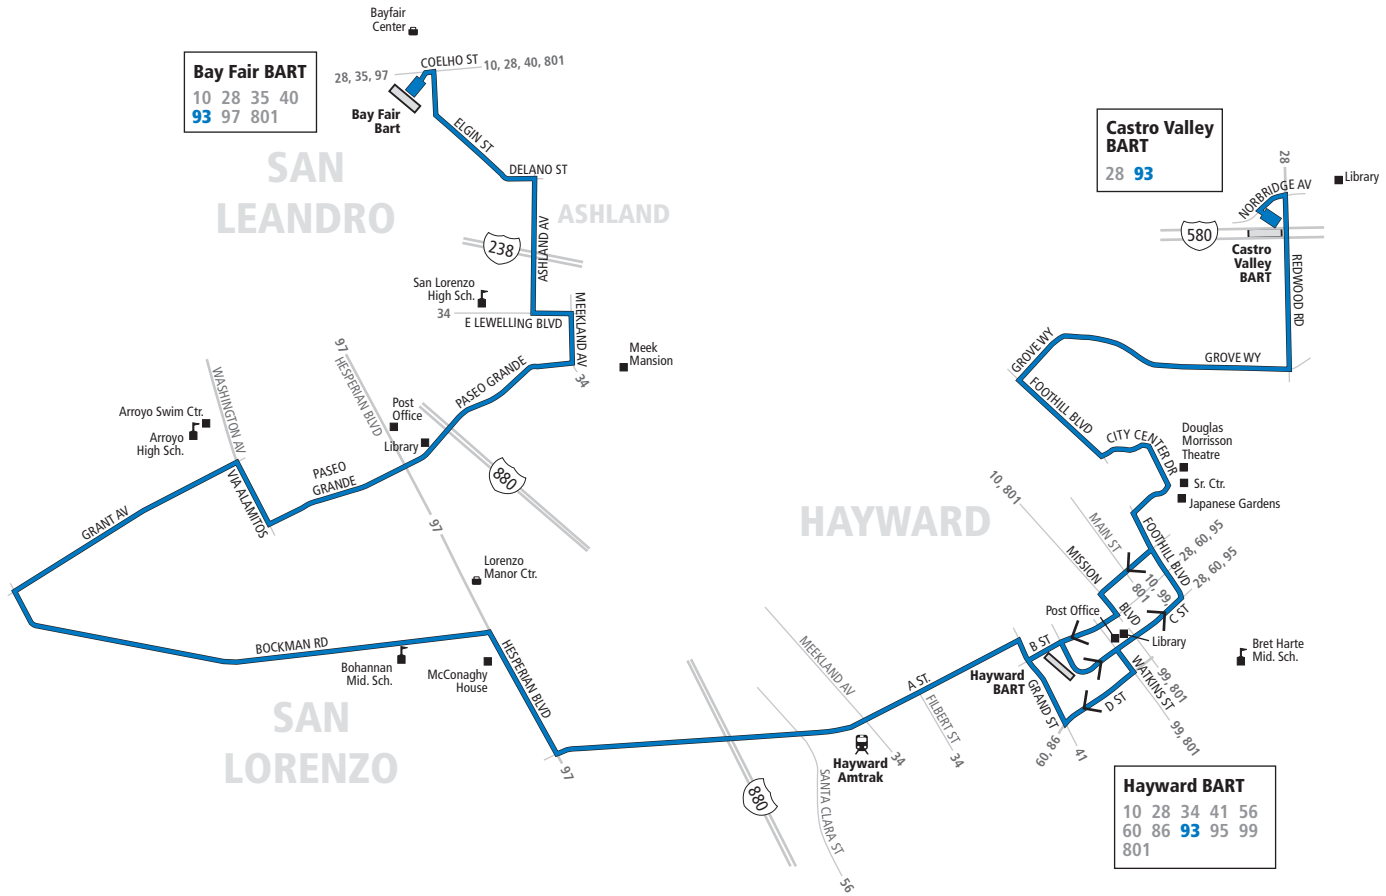 Bayfair
Center
Bay Fair BART
10 28 35 40
93 97 801
28, 35, 97
COELHO ST
10, 28, 40, 801
Bay Fair
Bart
ELGIN ST
DELANO ST
SAN
LEANDRO
ASHLAND
ASHLAND AV
238
San Lorenzo
High Sch.
34
E LEWELLING BLVD
MEEKLAND AV
34
Meek
Mansion
97
HESPERIAN BLVD
PASEO GRANDE
WASHINGTON AV
Post
Office
Library
Arroyo Swim Ctr.
Arroyo
High Sch.
PASEO
GRANDE
880
VIA ALAMITOS
GRANT AV
97
Lorenzo
Manor Ctr.
BOCKMAN RD
Bohannan
Mid. Sch.
McConaghy
House
HESPERIAN BLVD
97
SAN
LORENZO
Castro Valley
BART
28 93
28
NORBRIDGE AV
Library
580
Castro
Valley
BART
REDWOOD RD
GROVE WY
GROVE WY
FOOTHILL BLVD
CITY CENTER DR
Douglas
Morrisson
Theatre
Sr. Ctr.
Japanese Gardens
HAYWARD
10, 801
MAIN ST
MISSION
BLVD
FOOTHILL BLVD
28, 60, 95
28, 60, 95
10, 99,
801
C ST
Post Office
Library
B ST
Bret Harte
Mid. Sch.
Hayward
BART
GRAND ST
D ST
WATKINS ST
99, 801
99, 801
60, 86
41
MEEKLAND AV
A ST.
FILBERT ST
34
34
Hayward
Amtrak
880
SANTA CLARA ST
56
Hayward BART
10 28 34 41 56
60 86 93 95 99
801